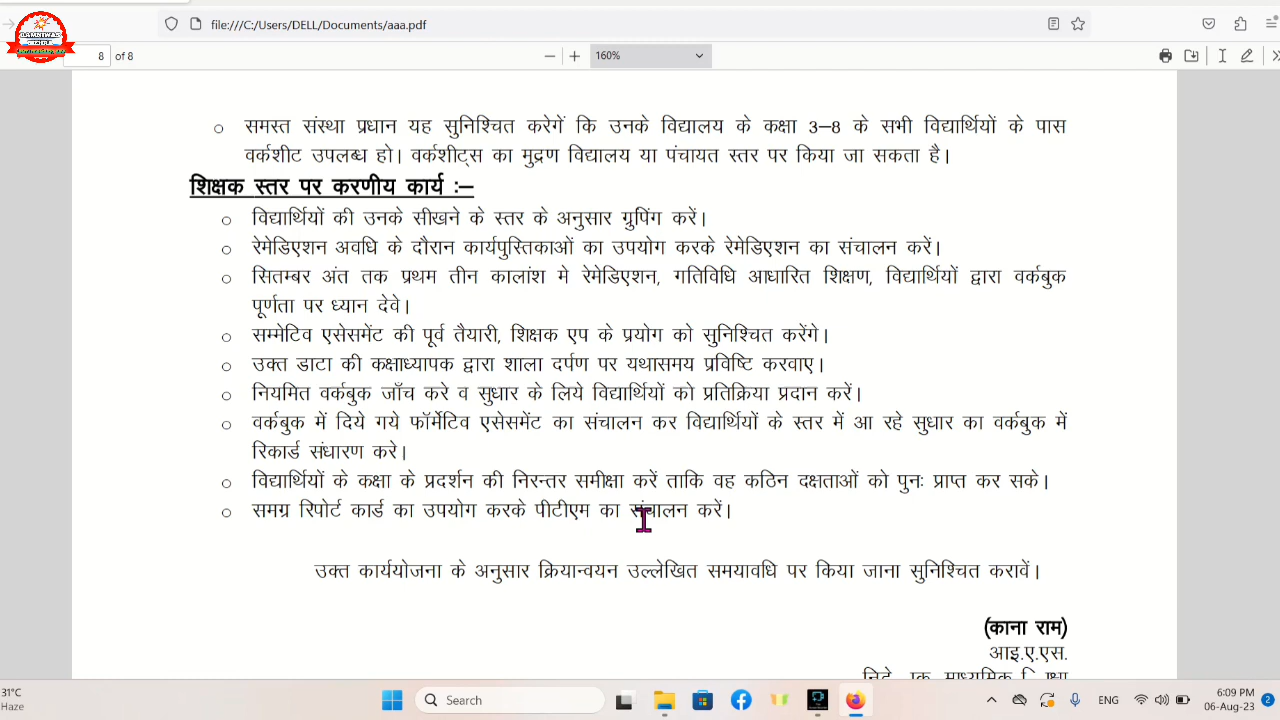 file:///C:/Users/DELL/Documents/aaa.pdf
8 of 8
160%
समस्त संस्था प्रधान यह सुनिश्चित करेगें कि उनके विद्यालय के कक्षा 3–8 के सभी विद्यार्थियों के पास
वर्कशीट उपलब्ध हो। वर्कशीट्स का मुद्रण विद्यालय या पंचायत स्तर पर किया जा सकता है।
शिक्षक स्तर पर करणीय कार्य :–
विद्यार्थियों की उनके सीखने के स्तर के अनुसार ग्रुपिंग करें।
रेमेडिएशन अवधि के दौरान कार्यपुस्तिकाओं का उपयोग करके रेमेडिएशन का संचालन करें।
सितम्बर अंत तक प्रथम तीन कालांश मे रेमेडिएशन, गतिविधि आधारित शिक्षण, विद्यार्थियों द्वारा वर्कबुक
पूर्णता पर ध्यान देवे।
सम्मेटिव एसेसमेंट की पूर्व तैयारी, शिक्षक एप के प्रयोग को सुनिश्चित करेंगे।
उक्त डाटा की कक्षाध्यापक द्वारा शाला दर्पण पर यथासमय प्रविष्टि करवाए।
नियमित वर्कबुक जॉच करे व सुधार के लिये विद्यार्थियों को प्रतिक्रिया प्रदान करें।
वर्कबुक में दिये गये फॉर्मेटिव एसेसमेंट का संचालन कर विद्यार्थियों के स्तर में आ रहे सुधार का वर्कबुक में
रिकार्ड संधारण करे।
विद्यार्थियों के कक्षा के प्रदर्शन की निरन्तर समीक्षा करें ताकि वह कठिन दक्षताओं को पुनः प्राप्त कर सके।
समग्र रिपोर्ट कार्ड का उपयोग करके पीटीएम का संचालन करें।
उक्त कार्ययोजना के अनुसार क्रियान्वयन उल्लेखित समयावधि पर किया जाना सुनिश्चित करावें।
(काना राम)
आइ.ए.एस.
31°C
Haze
Search
ENG
6:09 PM
06-Aug-23
2